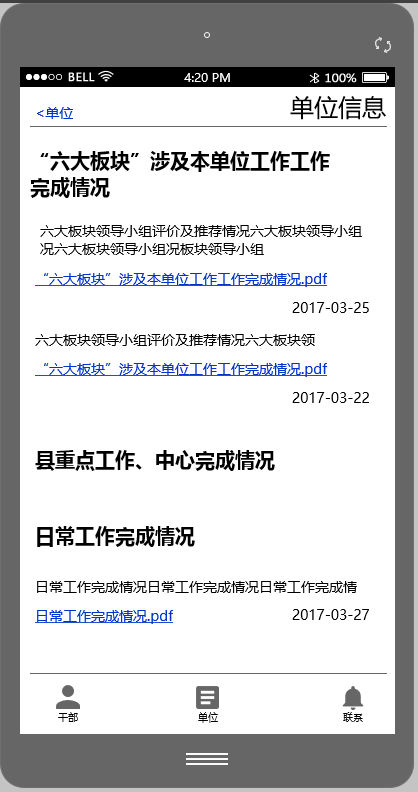 BELL 4:20 PM 100%
<单位 单位信息
“六大板块”涉及本单位工作工作
完成情况
六大板块领导小组评价及推荐情况六大板块领导小组
况六大板块领导小组况板块领导小组
“六大板块”涉及本单位工作工作完成情况.pdf
2017-03-25
六大板块领导小组评价及推荐情况六大板块领
“六大板块”涉及本单位工作工作完成情况.pdf
2017-03-22
县重点工作、中心完成情况
日常工作完成情况
日常工作完成情况日常工作完成情况日常工作完成情
日常工作完成情况.pdf 2017-03-27
干部 单位 联系